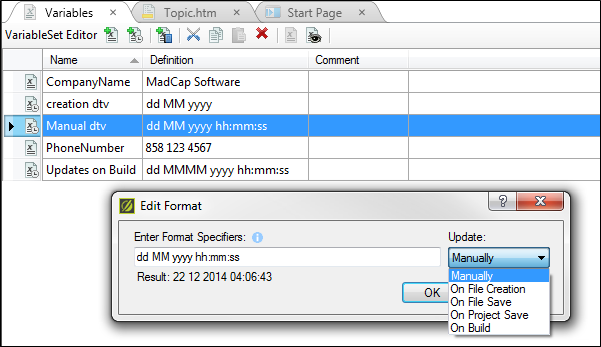 Variables Topic.htm Start Page
VariableSet Editor
Name Definition Comment
CompanyName MadCap Software
creation dtv dd MM yyyy
Manual dtv dd MM yyyy hh:mm:ss
PhoneNumber 858 123 4567
Updates on Build dd MMMM yyyy hh:mm:ss
Edit Format
Enter Format Specifiers: Update:
dd MM yyyy hh:mm:ss Manually
Result: 22 12 2014 04:06:43
Manually
On File Creation
OK
On File Save
On Project Save
On Build